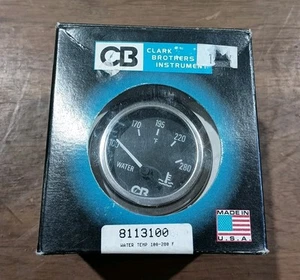 CB
CLARK
BROTHERS
INSTRUMENT
170
195
220
280
°F
WATER
CB
MADE IN
U.S.A.
8113100
WATER TEMP 100-280 F